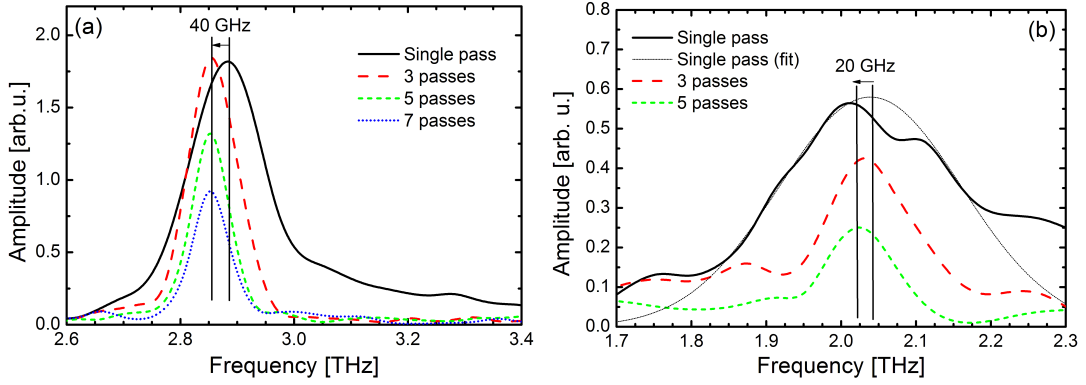 (a)
40 GHz
Single pass
3 passes
5 passes
7 passes
Amplitude [arb.u.]
2.0
1.5
1.0
0.5
0.0
2.6 2.8 3.0 3.2 3.4
Frequency [THz]
(b)
20 GHz
Single pass
Single pass (fit)
3 passes
5 passes
Amplitude [arb. u.]
0.8
0.7
0.6
0.5
0.4
0.3
0.2
0.1
0.0
1.7 1.8 1.9 2.0 2.1 2.2 2.3
Frequency [THz]